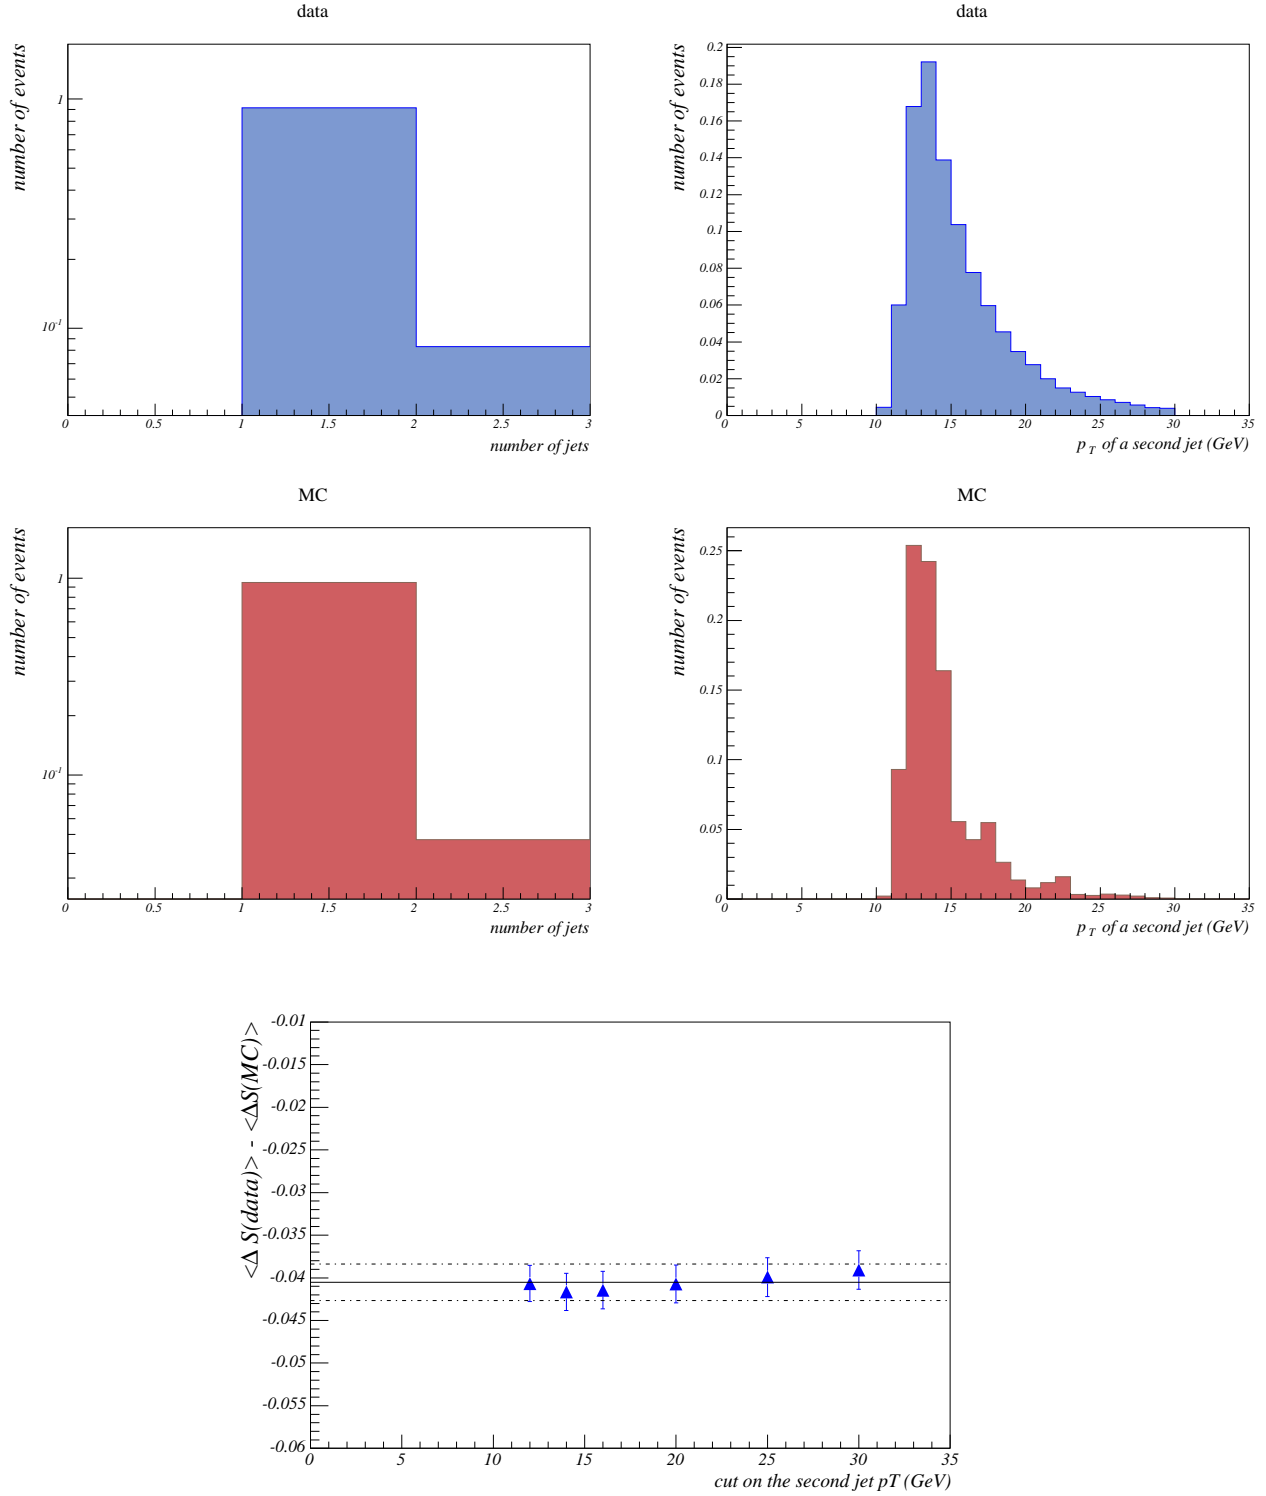 data
number of events
1
10-1
0 0.5 1 1.5 2 2.5 3
number of jets
data
number of events
0.2
0.18
0.16
0.14
0.12
0.1
0.08
0.06
0.04
0.02
0
0 5 10 15 20 25 30 35
p T of a second jet (GeV)
MC
number of events
1
10-1
0 0.5 1 1.5 2 2.5 3
number of jets
MC
number of events
0.25
0.2
0.15
0.1
0.05
0
0 5 10 15 20 25 30 35
p T of a second jet (GeV)
<Δ S(data)> - <ΔS(MC)>
-0.01
-0.015
-0.02
-0.025
-0.03
-0.035
-0.04
-0.045
-0.05
-0.055
-0.06
0 5 10 15 20 25 30 35
cut on the second jet pT (GeV)